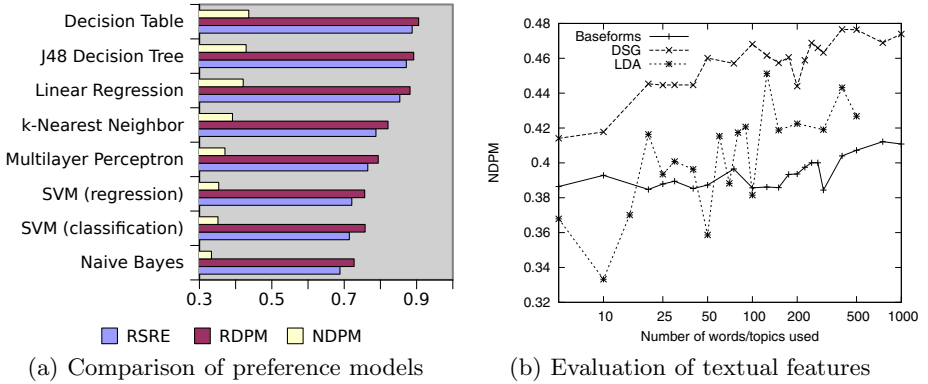 Decision Table
J48 Decision Tree
Linear Regression
k-Nearest Neighbor
Multilayer Perceptron
SVM (regression)
SVM (classification)
Naive Bayes
0.3 0.5 0.7 0.9
RSRE RDPM NDPM
(a) Comparison of preference models
0.48
0.46
0.44
0.42
0.4
0.38
0.36
0.34
0.32
NDPM
Baseforms
DSG
LDA
10 25 50 100 200 500 1000
Number of words/topics used
(b) Evaluation of textual features